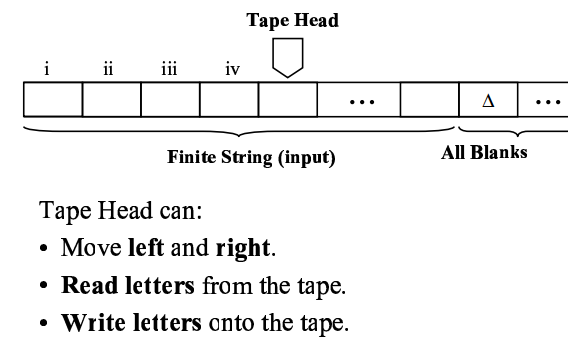 Tape Head
i ii iii iv
... Δ ...
Finite String (input) All Blanks
Tape Head can:
• Move left and right.
• Read letters from the tape.
• Write letters onto the tape.